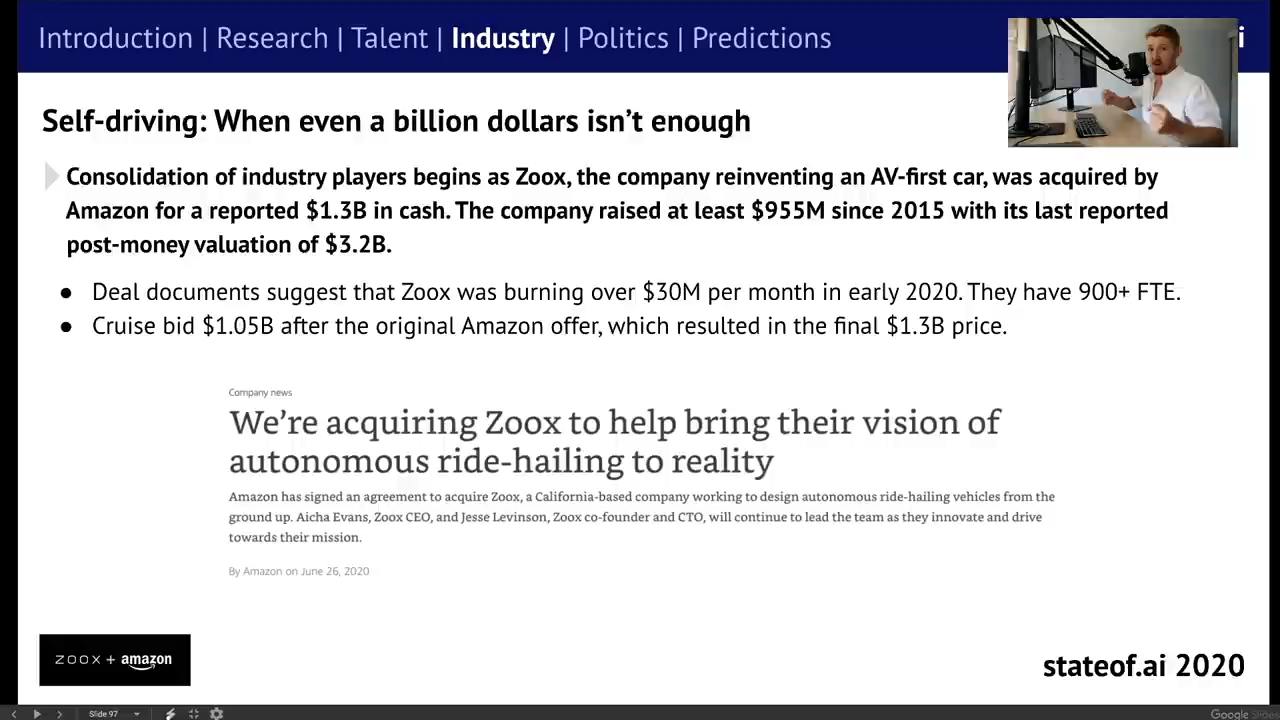 Introduction | Research | Talent | Industry | Politics | Predictions
i
Self-driving: When even a billion dollars isn't enough
Consolidation of industry players begins as Zoox, the company reinventing an AV-first car, was acquired by
Amazon for a reported $1.3B in cash. The company raised at least $955M since 2015 with its last reported
post-money valuation of $3.2B.
● Deal documents suggest that Zoox was burning over $30M per month in early 2020. They have 900+ FTE.
● Cruise bid $1.05B after the original Amazon offer, which resulted in the final $1.3B price.
Company news
We're acquiring Zoox to help bring their vision of
autonomous ride-hailing to reality
Amazon has signed an agreement to acquire Zoox, a California-based company working to design autonomous ride-hailing vehicles from the
ground up. Aicha Evans, Zoox CEO, and Jesse Levinson, Zoox co-founder and CTO, will continue to lead the team as they innovate and drive
towards their mission.
By Amazon on June 26, 2020
ZOOX + amazon
stateof.ai 2020
Slide 97
Google Slides